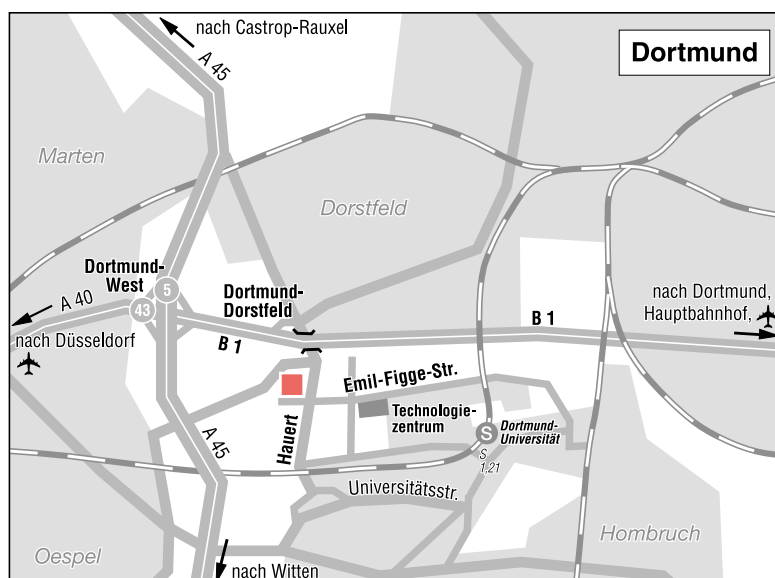 nach Castrop-Rauxel
A 45
Dortmund
Marten
Dorstfeld
Dortmund-
West
5
43
A 40
nach Düsseldorf
Dortmund-
Dorstfeld
B 1
B 1
nach Dortmund,
Hauptbahnhof,
Emil-Figge-Str.
Hauert
Technologie-
zentrum
S
Dortmund-
Universität
S
1,21
A 45
Universitätsstr.
Hombruch
Oespel
nach Witten